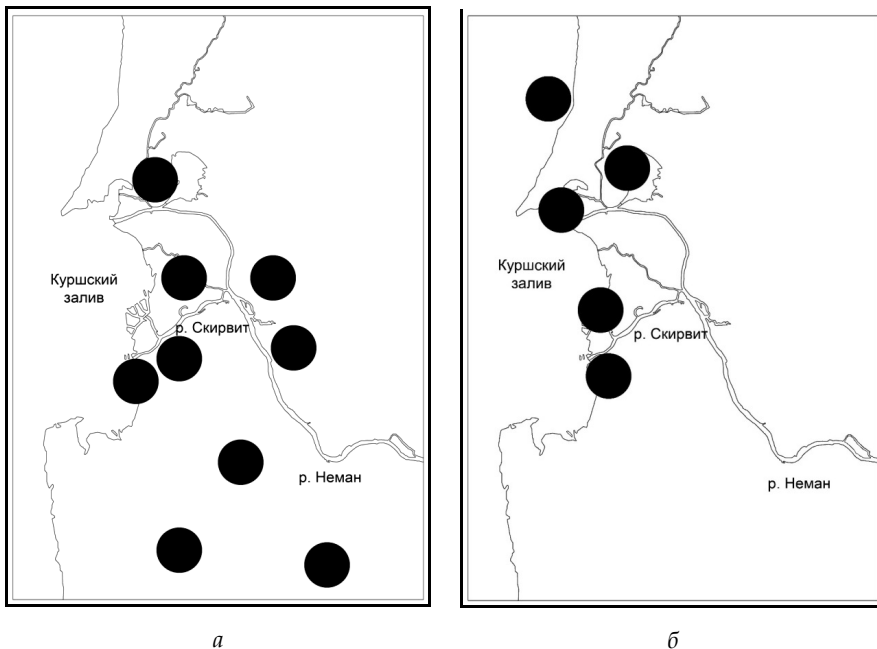 Куршский
залив
р. Скирвит
р. Неман
а
Куршский
залив
р. Скирвит
р. Неман
б